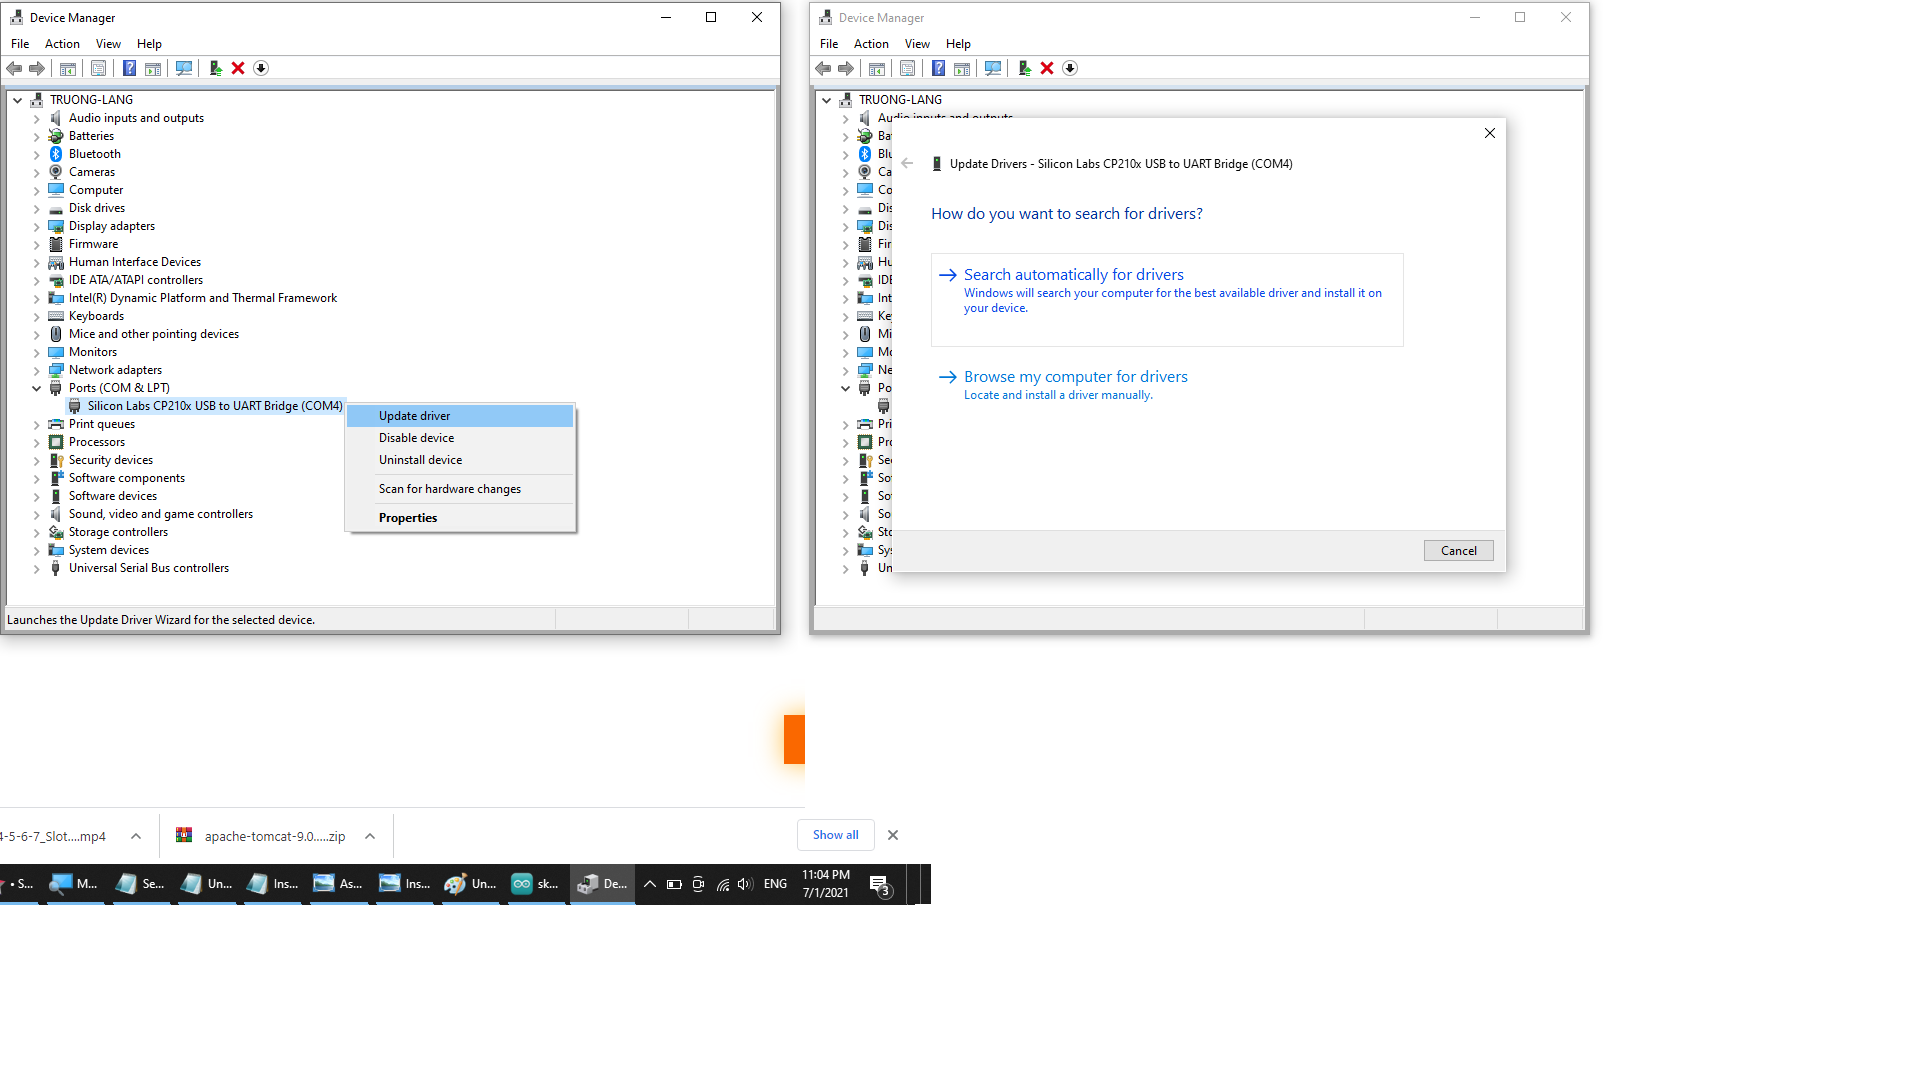 Device Manager
File Action View Help
TRUONG-LANG
Audio inputs and outputs
Batteries
Bluetooth
Cameras
Computer
Disk drives
Display adapters
Firmware
Human Interface Devices
IDE ATA/ATAPI controllers
Intel(R) Dynamic Platform and Thermal Framework
Keyboards
Mice and other pointing devices
Monitors
Network adapters
Ports (COM & LPT)
Silicon Labs CP210x USB to UART Bridge (COM4)
Print queues
Processors
Security devices
Software components
Software devices
Sound, video and game controllers
Storage controllers
System devices
Universal Serial Bus controllers
Update driver
Disable device
Uninstall device
Scan for hardware changes
Properties
Launches the Update Driver Wizard for the selected device.
Device Manager
File Action View Help
TRUONG-LANG
Audio inputs and outputs
Ba
Blu
Ca
Co
Dis
Dis
Fir
Hu
IDE
Int
Ke
Mi
Mo
Ne
Po
Pri
Pro
Sec
So
So
So
Sto
Sys
Un
Update Drivers - Silicon Labs CP210x USB to UART Bridge (COM4)
How do you want to search for drivers?
Search automatically for drivers
Windows will search your computer for the best available driver and install it on
your device.
Browse my computer for drivers
Locate and install a driver manually.
Cancel
4-5-6-7_Slot....mp4
apache-tomcat-9.0.....zip
Show all
• S... M... Se... Un... Ins... As... Ins... Un... sk... De... ENG
11:04 PM
7/1/2021
3